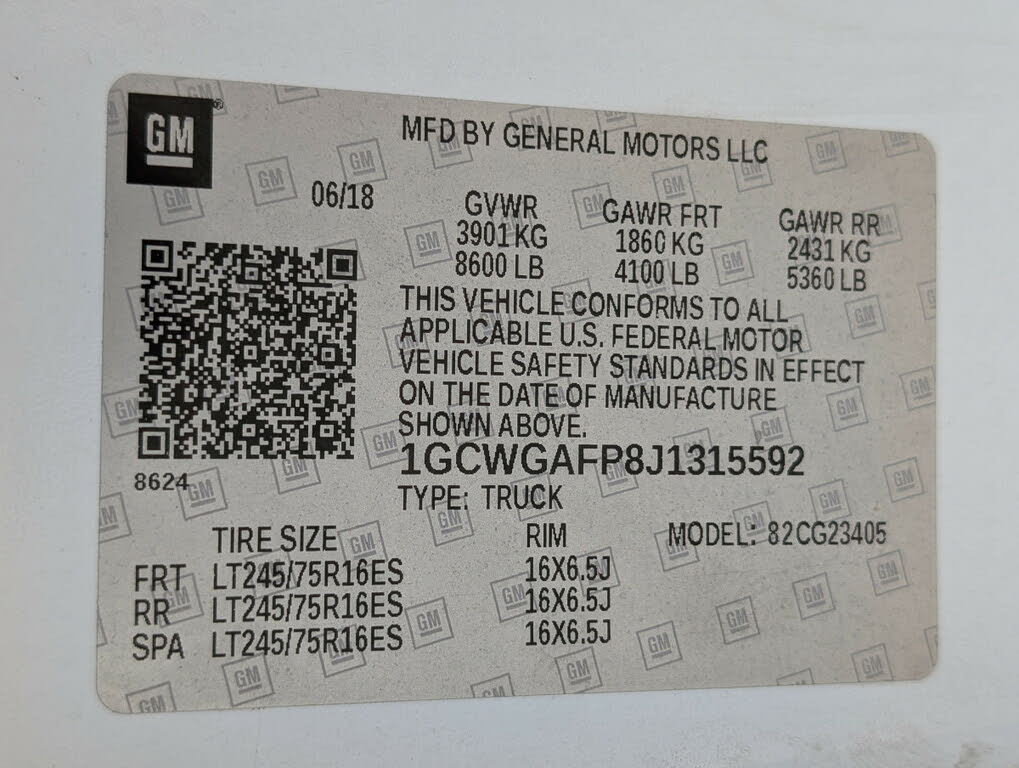 GM®
MFD BY GENERAL MOTORS LLC
06/18
GVWR GAWR FRT GAWR RR
3901 KG 1860 KG 2431 KG
8600 LB 4100 LB 5360 LB
THIS VEHICLE CONFORMS TO ALL
APPLICABLE U.S. FEDERAL MOTOR
VEHICLE SAFETY STANDARDS IN EFFECT
ON THE DATE OF MANUFACTURE
SHOWN ABOVE.
1GCWGAFP8J1315592
8624
TYPE: TRUCK
TIRE SIZE RIM MODEL: 82CG23405
FRT LT245/75R16ES 16X6.5J
RR LT245/75R16ES 16X6.5J
SPA LT245/75R16ES 16X6.5J